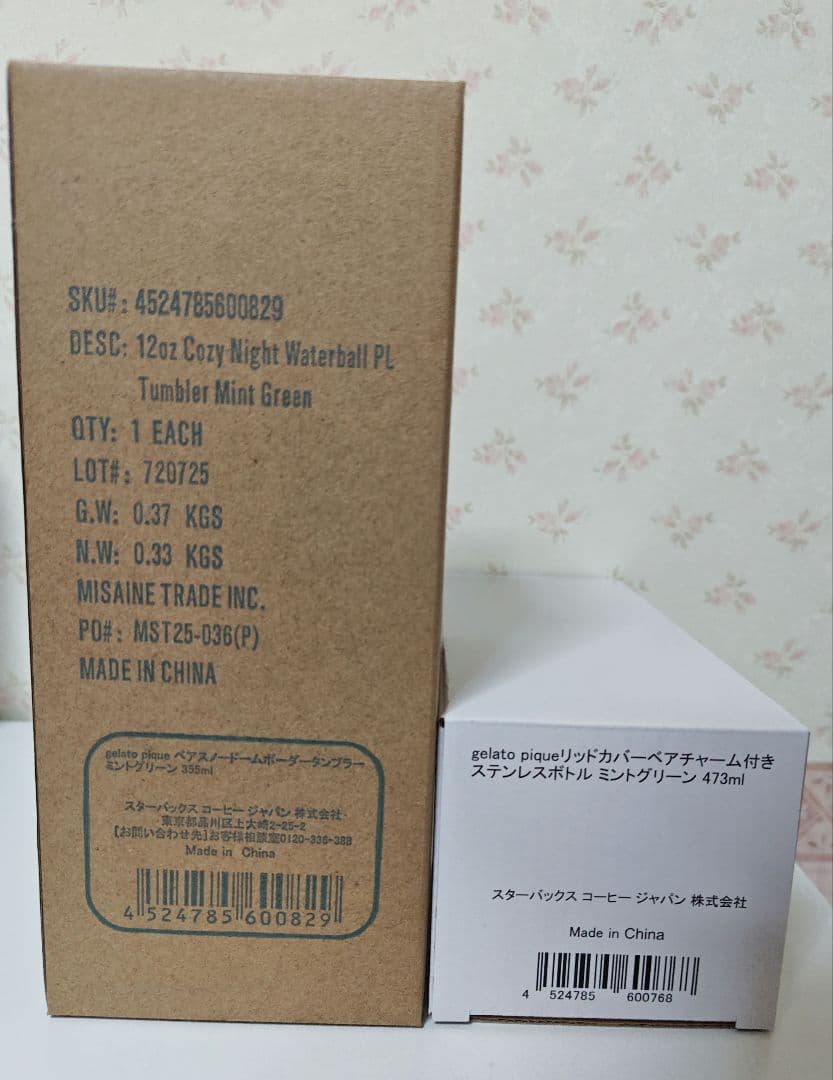 SKU#: 4524785600829
DESC: 12oz Cozy Night Waterball PL
Tumbler Mint Green
QTY: 1 EACH
LOT#: 720725
G.W: 0.37 KGS
N.W: 0.33 KGS
MISAINE TRADE INC.
PO#: MST25-036(P)
MADE IN CHINA
gelato pique ベアスノードームボーダータンブラー
ミントグリーン 355ml
スターバックス コーヒー ジャパン 株式会社
東京都品川区上大崎2-25-2
【お問い合わせ先】お客様相談室0120-336-388
Made in China
4 524785 600829
gelato piqueリッドカバーベアチャーム付き
ステンレスボトル ミントグリーン 473ml
スターバックス コーヒー ジャパン 株式会社
Made in China
4 524785 600768